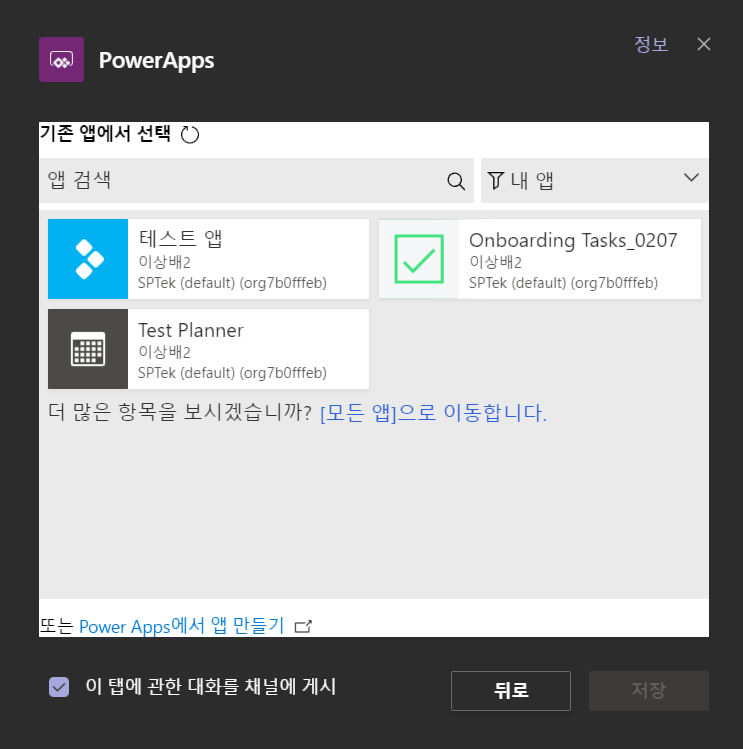 정보
PowerApps
기존 앱에서 선택
앱 검색
내 앱
테스트 앱
이상배2
SPTek (default) (org7b0fffeb)
Onboarding Tasks_0207
이상배2
SPTek (default) (org7b0fffeb)
Test Planner
이상배2
SPTek (default) (org7b0fffeb)
더 많은 항목을 보시겠습니까? [모든 앱]으로 이동합니다.
또는 Power Apps에서 앱 만들기
이 탭에 관한 대화를 채널에 게시
뒤로
저장